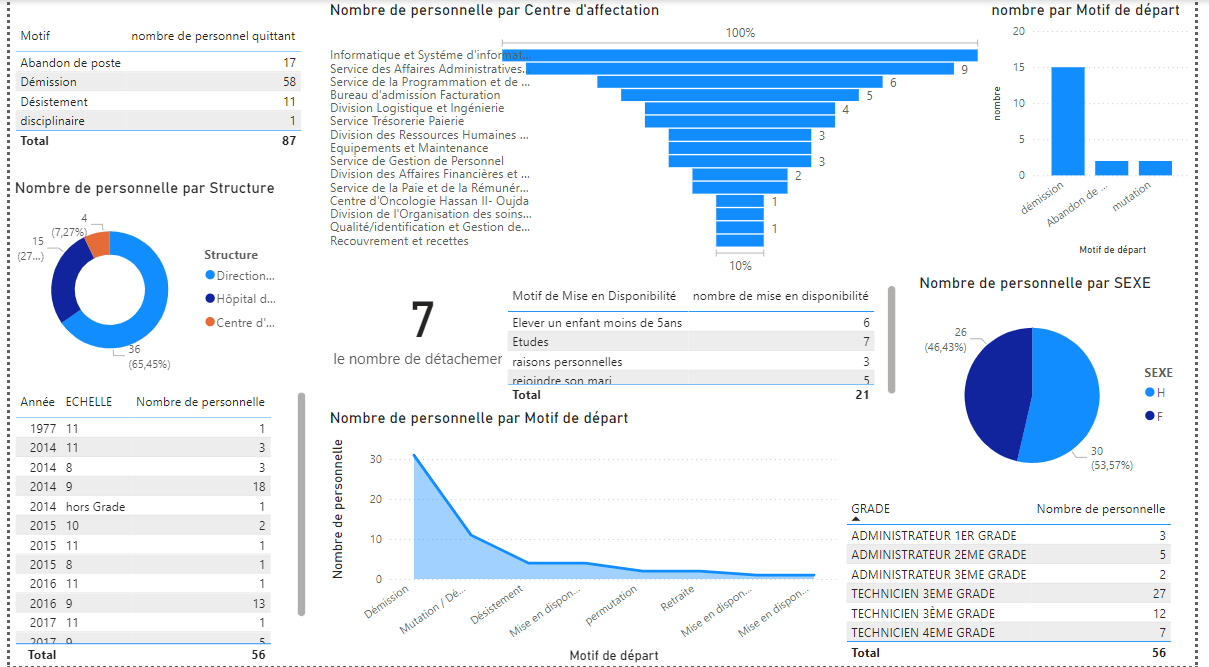 Motif nombre de personnel quittant
Abandon de poste 17
Démission 58
Désistement 11
disciplinaire 1
Total 87
Nombre de personnelle par Structure
4
(7,27%)
15
(27...)
36
(65,45%)
Structure
Direction...
Hôpital d...
Centre d'...
Année ECHELLE Nombre de personnelle
1977 11 1
2014 11 3
2014 8 3
2014 9 18
2014 hors Grade 1
2015 10 2
2015 11 1
2015 8 1
2016 11 1
2016 9 13
2017 11 1
2017 9 5
Total 56
Nombre de personnelle par Centre d'affectation
100%
Informatique et Systéme d'informat...
Service des Affaires Administratives... 9
Service de la Programmation et de ... 6
Bureau d'admission Facturation 5
Division Logistique et Ingénierie 4
Service Trésorerie Paierie
Division des Ressources Humaines ... 3
Equipements et Maintenance
Service de Gestion de Personnel 3
Division des Affaires Financières et ... 2
Service de la Paie et de la Rémunér...
Centre d'Oncologie Hassan II- Oujda 1
Division de l'Organisation des soins...
Qualité/identification et Gestion de... 1
Recouvrement et recettes
10%
7
le nombre de détachemer
Motif de Mise en Disponibilité nombre de mise en disponibilité
Elever un enfant moins de 5ans 6
Etudes 7
raisons personnelles 3
rejoindre son mari 5
Total 21
Nombre de personnelle par Motif de départ
Nombre de personnelle
30
20
10
0
Démission
Mutation / Dé...
Désistement
Mise en dispon...
permutation
Retraite
Mise en dispon...
Mise en dispon...
Motif de départ
nombre par Motif de départ
nombre
20
15
10
5
0
démission
Abandon de ...
mutation
Motif de départ
Nombre de personnelle par SEXE
26
(46,43%)
30
(53,57%)
SEXE
H
F
GRADE Nombre de personnelle
ADMINISTRATEUR 1ER GRADE 3
ADMINISTRATEUR 2EME GRADE 5
ADMINISTRATEUR 3EME GRADE 2
TECHNICIEN 3EME GRADE 27
TECHNICIEN 3ÈME GRADE 12
TECHNICIEN 4EME GRADE 7
Total 56